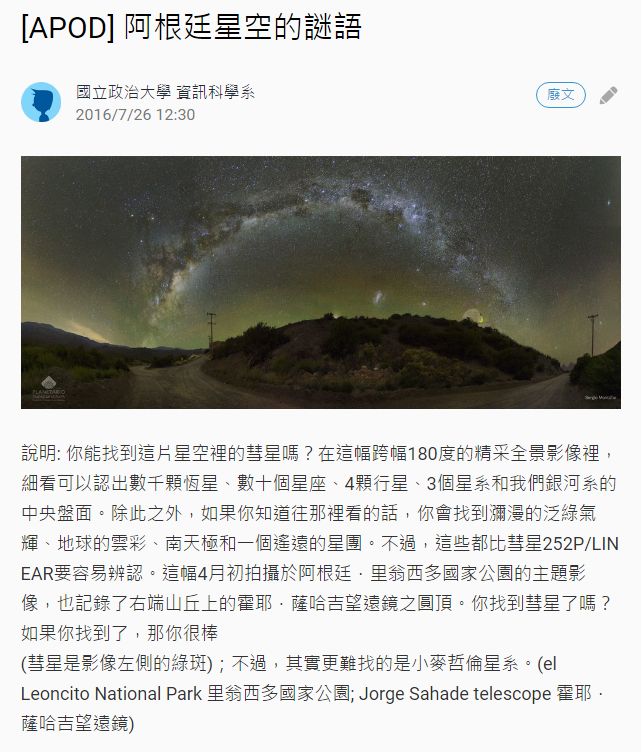 [APOD] 阿根廷星空的謎語
國立政治大學 資訊科學系
廢文
2016/7/26 12:30
PLANETARIO
Sergio Montúfar
說明: 你能找到這片星空裡的彗星嗎？在這幅跨幅180度的精采全景影像裡，
細看可以認出數千顆恆星、數十個星座、4顆行星、3個星系和我們銀河系的
中央盤面。除此之外，如果你知道往那裡看的話，你會找到瀰漫的泛綠氣
輝、地球的雲彩、南天極和一個遙遠的星團。不過，這些都比彗星252P/LIN
EAR要容易辨認。這幅4月初拍攝於阿根廷．里翁西多國家公園的主題影
像，也記錄了右端山丘上的霍耶．薩哈吉望遠鏡之圓頂。你找到彗星了嗎？
如果你找到了，那你很棒
(彗星是影像左側的綠斑)；不過，其實更難找的是小麥哲倫星系。(el
Leoncito National Park 里翁西多國家公園; Jorge Sahade telescope 霍耶．
薩哈吉望遠鏡)